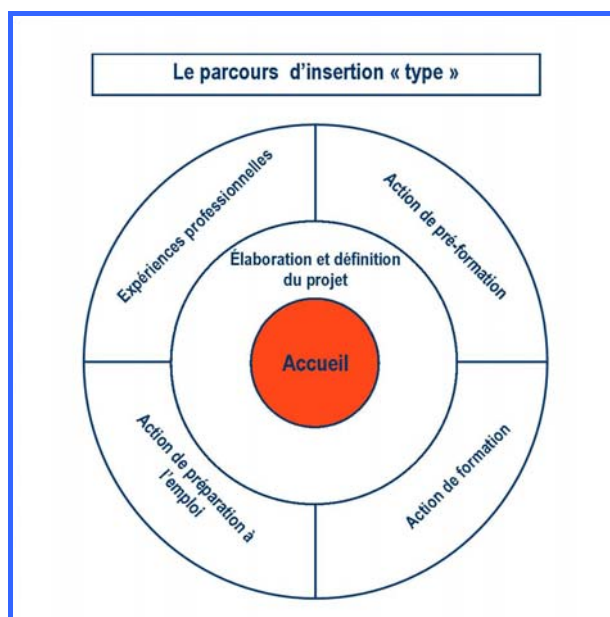 Le parcours d'insertion « type »
Expériences professionnelles
Action de pré-formation
Élaboration et définition
du projet
Accueil
Action de préparation à
l'emploi
Action de formation